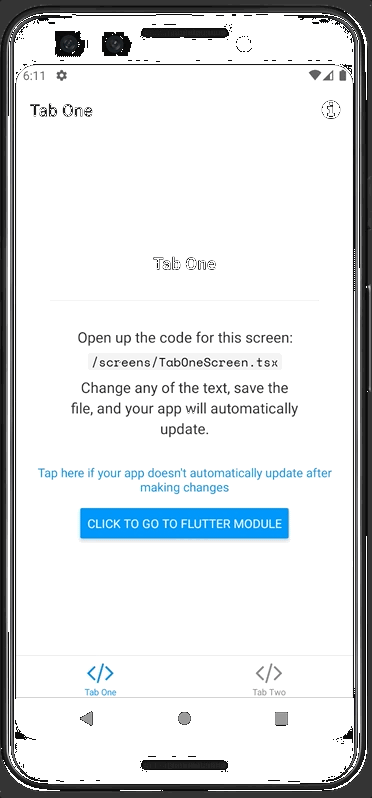 6:11
Tab One
Tab One
Open up the code for this screen:
/screens/TabOneScreen.tsx
Change any of the text, save the
file, and your app will automatically
update.
Tap here if your app doesn't automatically update after
making changes
CLICK TO GO TO FLUTTER MODULE
Tab One
Tab Two